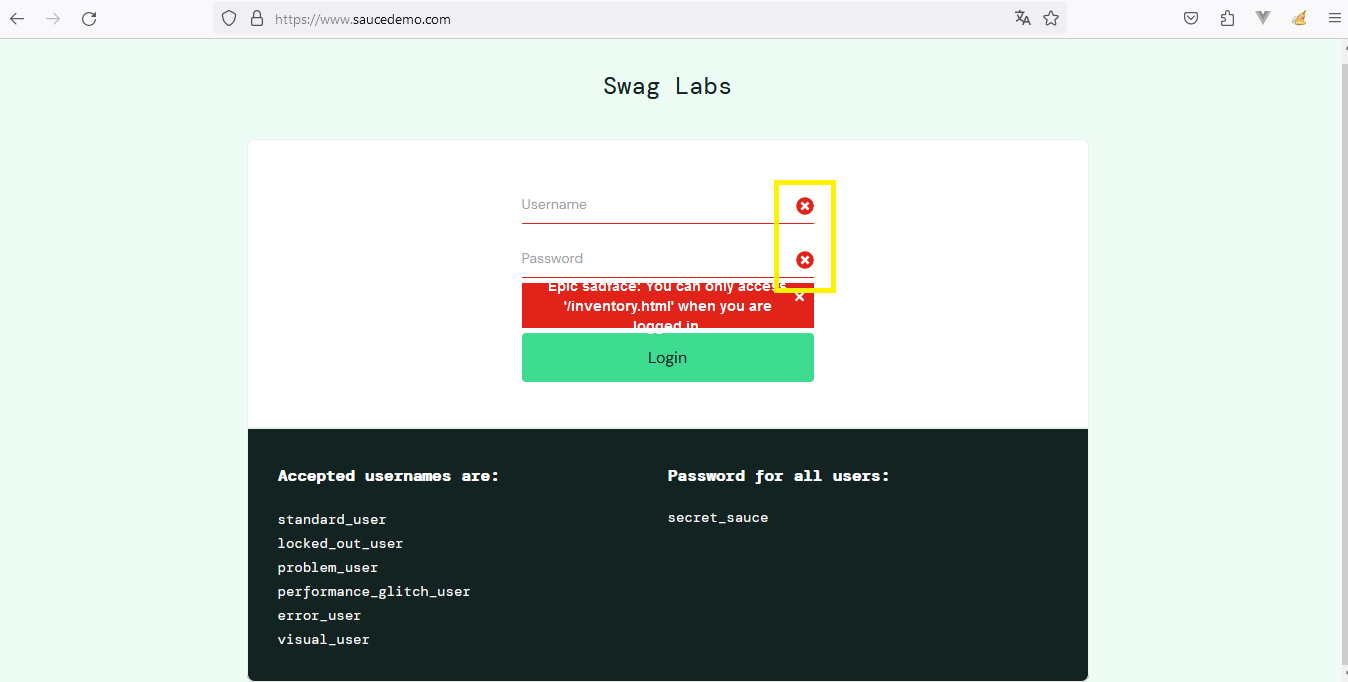 https://www.saucedemo.com
Swag Labs
Username
Password
Epic sadface: You can only access
'/inventory.html' when you are
logged in
Login
Accepted usernames are:
standard_user
locked_out_user
problem_user
performance_glitch_user
error_user
visual_user
Password for all users:
secret_sauce